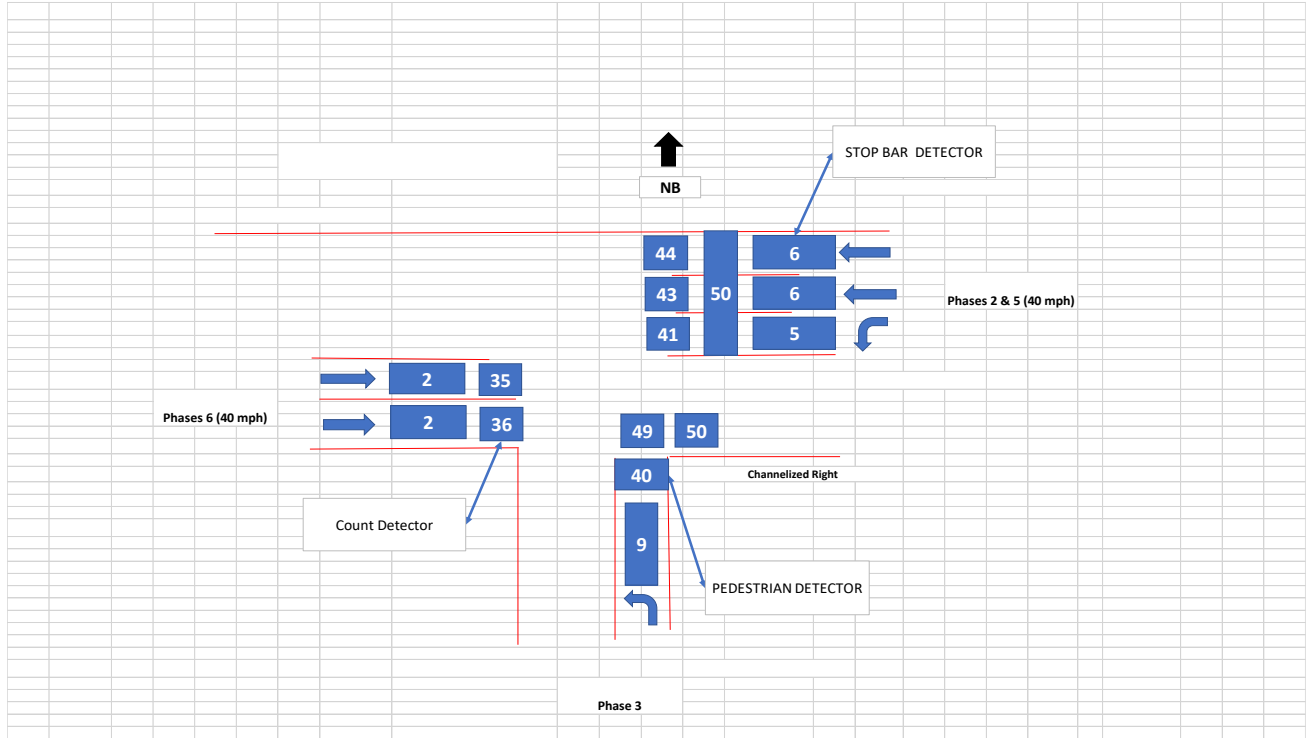 STOP BAR DETECTOR
NB
44
6
43
50
6
Phases 2 & 5 (40 mph)
41
5
2
35
Phases 6 (40 mph)
2
36
49
50
40
Channelized Right
Count Detector
9
PEDESTRIAN DETECTOR
Phase 3